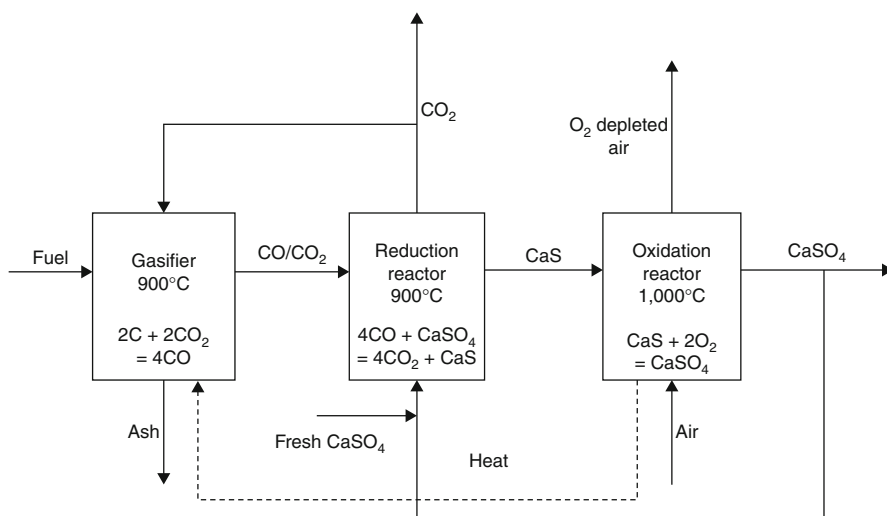 CO₂
O₂ depleted
air
Fuel
Gasifier
900°C
2C + 2CO₂
= 4CO
CO/CO₂
Reduction
reactor
900°C
4CO + CaSO₄
= 4CO₂ + CaS
CaS
Oxidation
reactor
1,000°C
CaS + 2O₂
= CaSO₄
CaSO₄
Ash
Fresh CaSO₄
Heat
Air